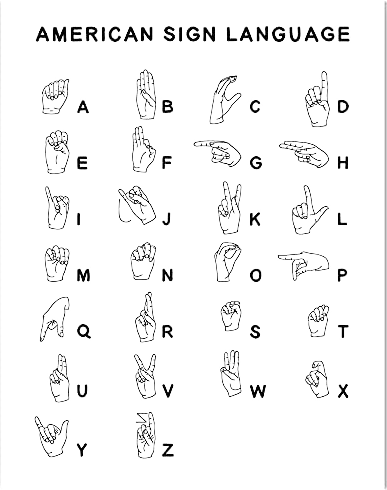 AMERICAN SIGN LANGUAGE
A B C D
E F G H
I J K L
M N O P
Q R S T
U V W X
Y Z